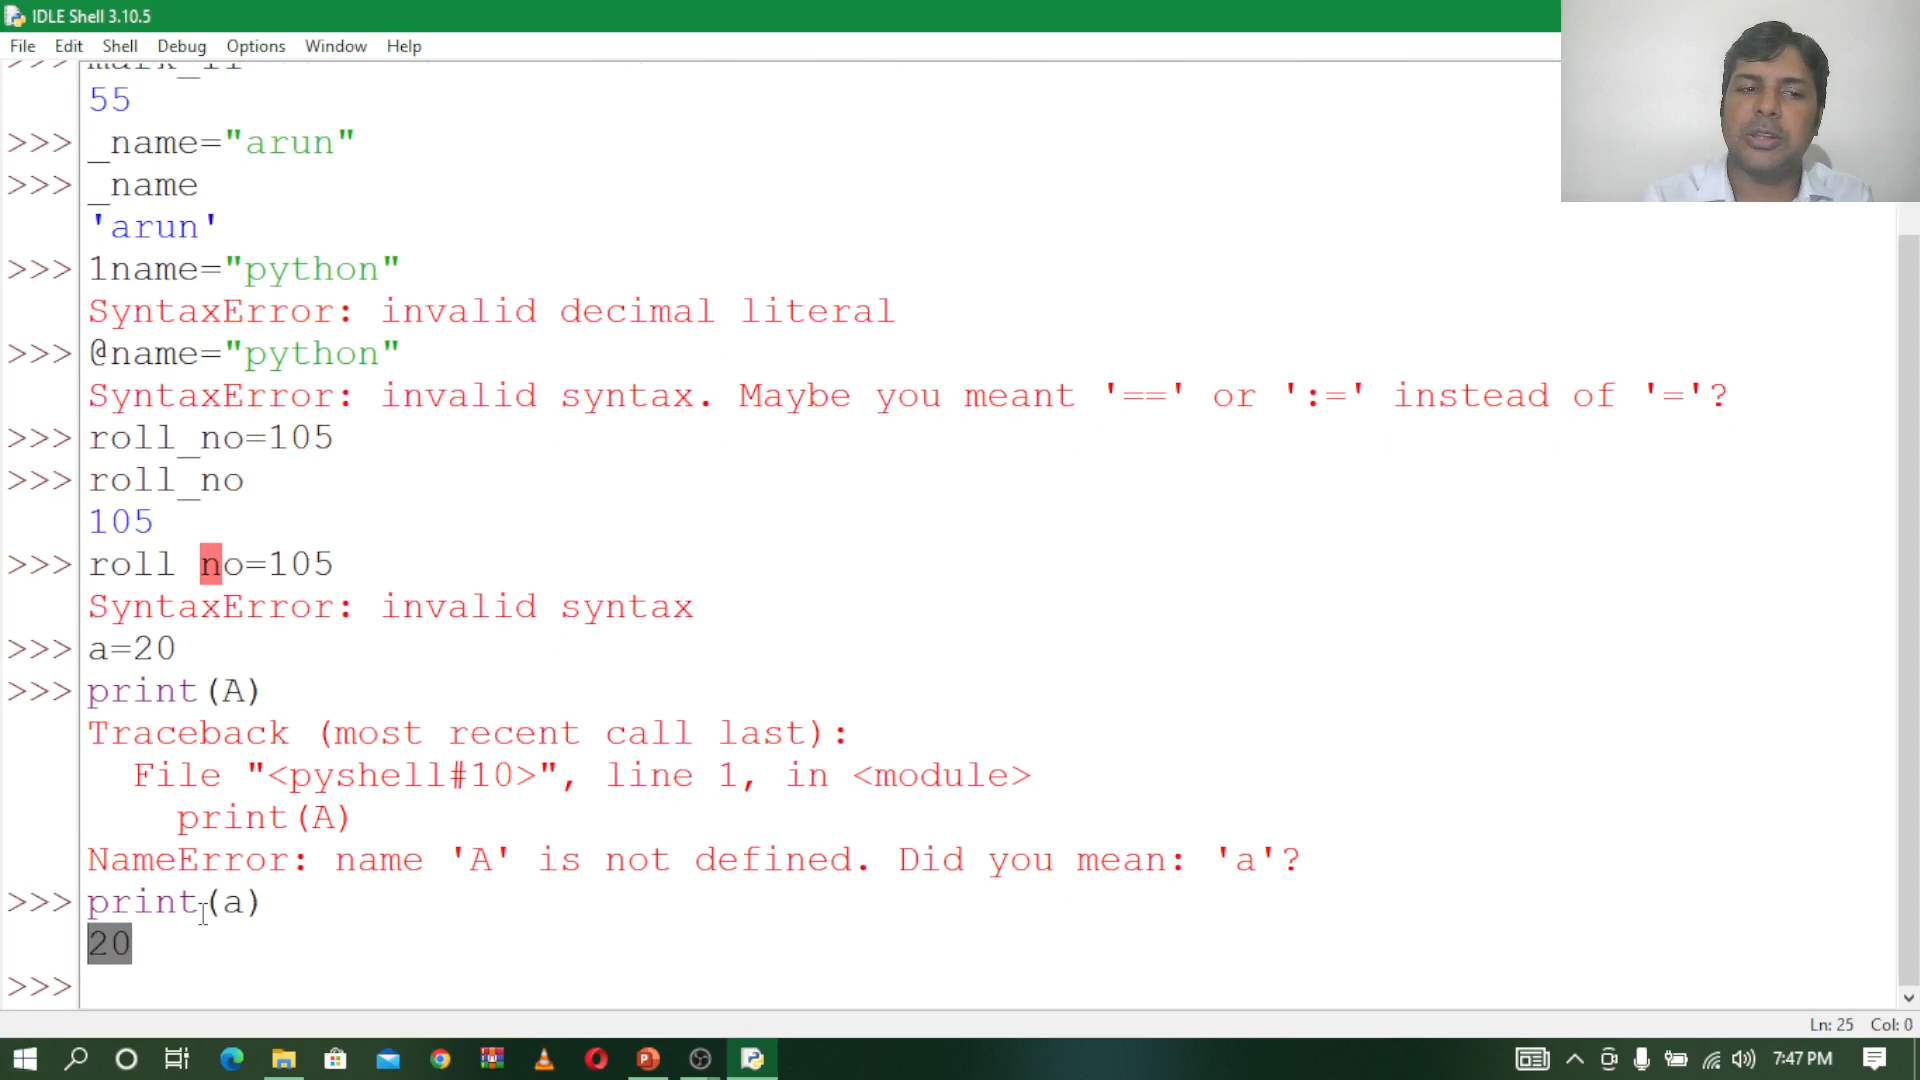 IDLE Shell 3.10.5
File Edit Shell Debug Options Window Help
55
>>> _name="arun"
>>> _name
'arun'
>>> 1name="python"
SyntaxError: invalid decimal literal
>>> @name="python"
SyntaxError: invalid syntax. Maybe you meant '==' or ':=' instead of '='?
>>> roll_no=105
>>> roll_no
105
>>> roll no=105
SyntaxError: invalid syntax
>>> a=20
>>> print(A)
Traceback (most recent call last):
File "<pyshell#10>", line 1, in <module>
print(A)
NameError: name 'A' is not defined. Did you mean: 'a'?
>>> print(a)
20
>>>
Ln: 25 Col: 0
7:47 PM